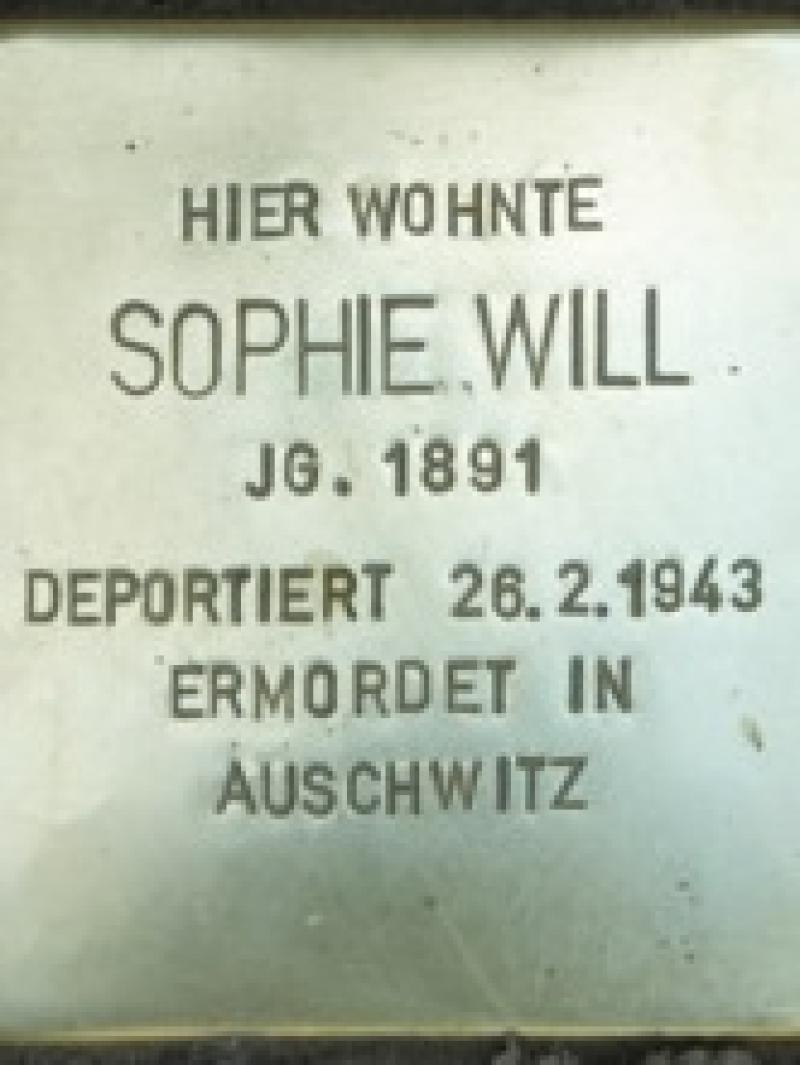 HIER WOHNTE
SOPHIE WILL
JG. 1891
DEPORTIERT 26.2.1943
ERMORDET IN
AUSCHWITZ